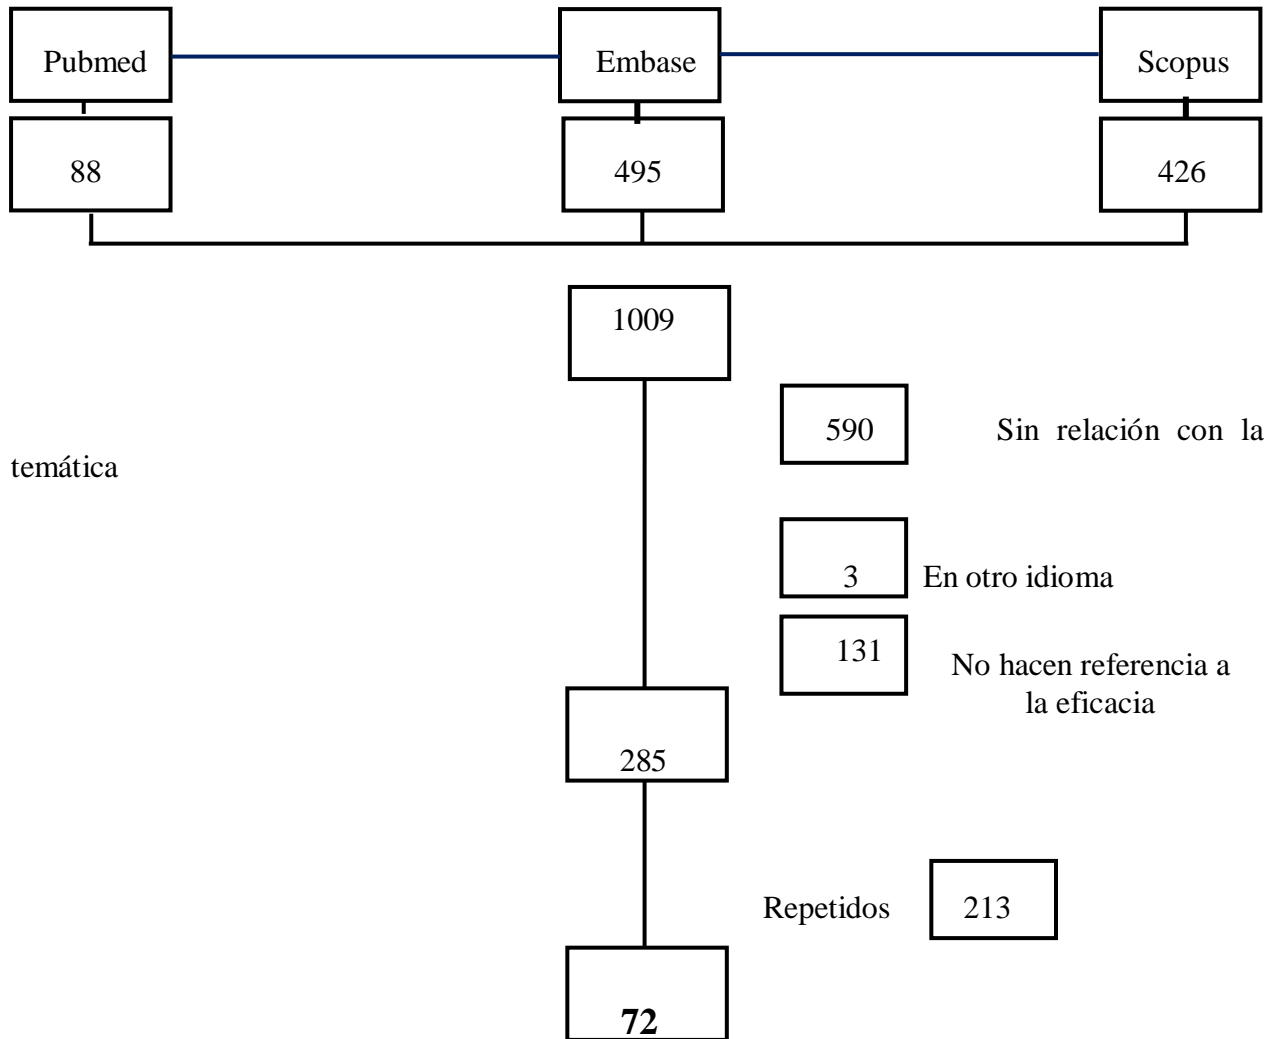 Pubmed
Embase
Scopus
88
495
426
1009
590
Sin relación con la
temática
3
En otro idioma
131
No hacen referencia a
la eficacia
285
Repetidos
213
72